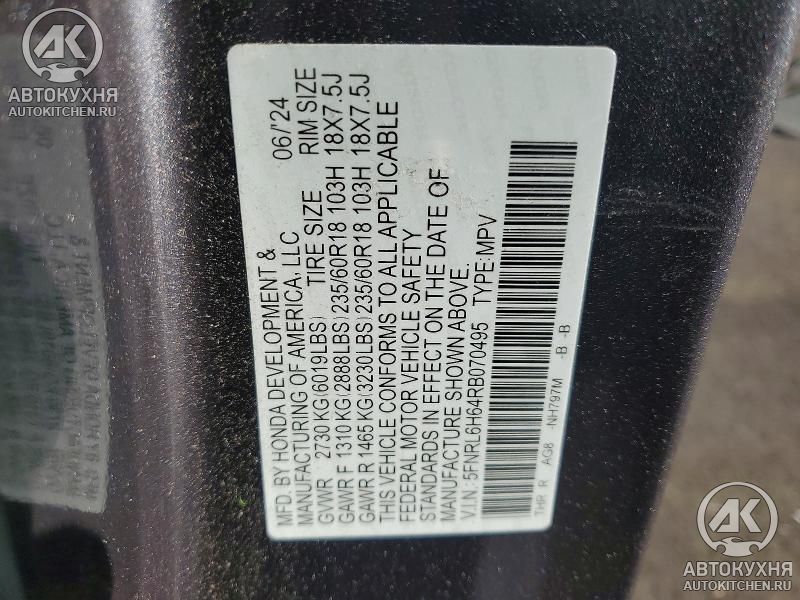 AK
АВТОКУХНЯ
AUTOKITCHEN.RU
MFD. BY HONDA DEVELOPMENT & 06/'24
MANUFACTURING OF AMERICA, LLC
GVWR 2730 KG (6019LBS) TIRE SIZE RIM SIZE
GAWR F 1310 KG (2888LBS) 235/60R18 103H 18X7.5J
GAWR R 1465 KG (3230LBS) 235/60R18 103H 18X7.5J
THIS VEHICLE CONFORMS TO ALL APPLICABLE
FEDERAL MOTOR VEHICLE SAFETY
STANDARDS IN EFFECT ON THE DATE OF
MANUFACTURE SHOWN ABOVE.
V.I.N.:5FNRL6H64RB070495 TYPE:MPV
THR R AG8 NH797M -B -B
AK
АВТОКУХНЯ
AUTOKITCHEN.RU